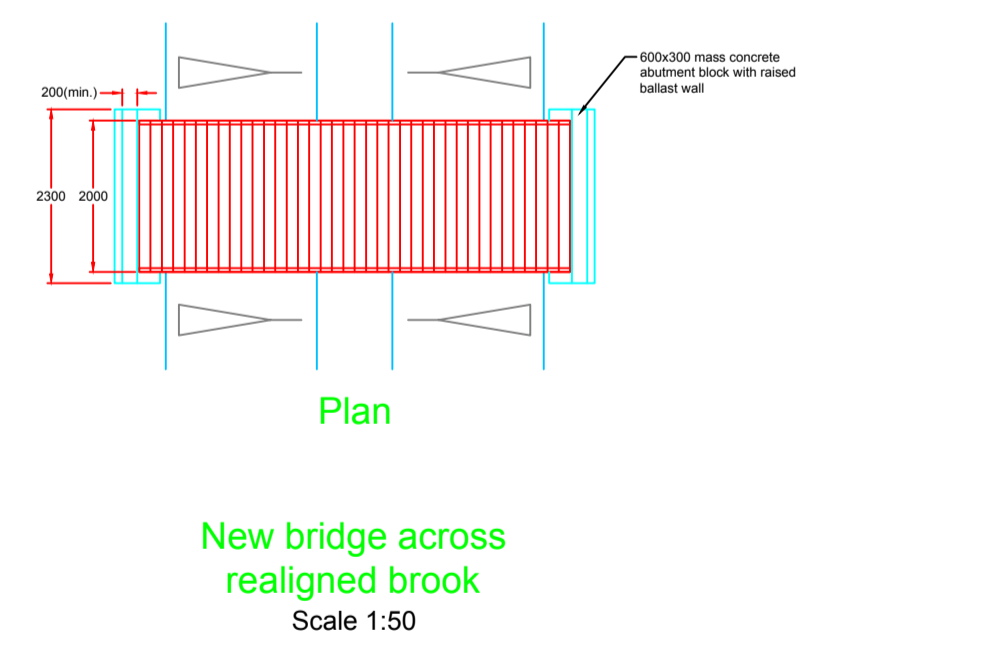 600x300 mass concrete
abutment block with raised
ballast wall
200(min.)
2300
2000
Plan
New bridge across
realigned brook
Scale 1:50